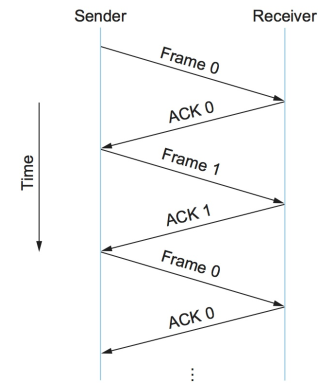 Sender
Receiver
Frame 0
ACK 0
Time
Frame 1
ACK 1
Frame 0
ACK 0
...